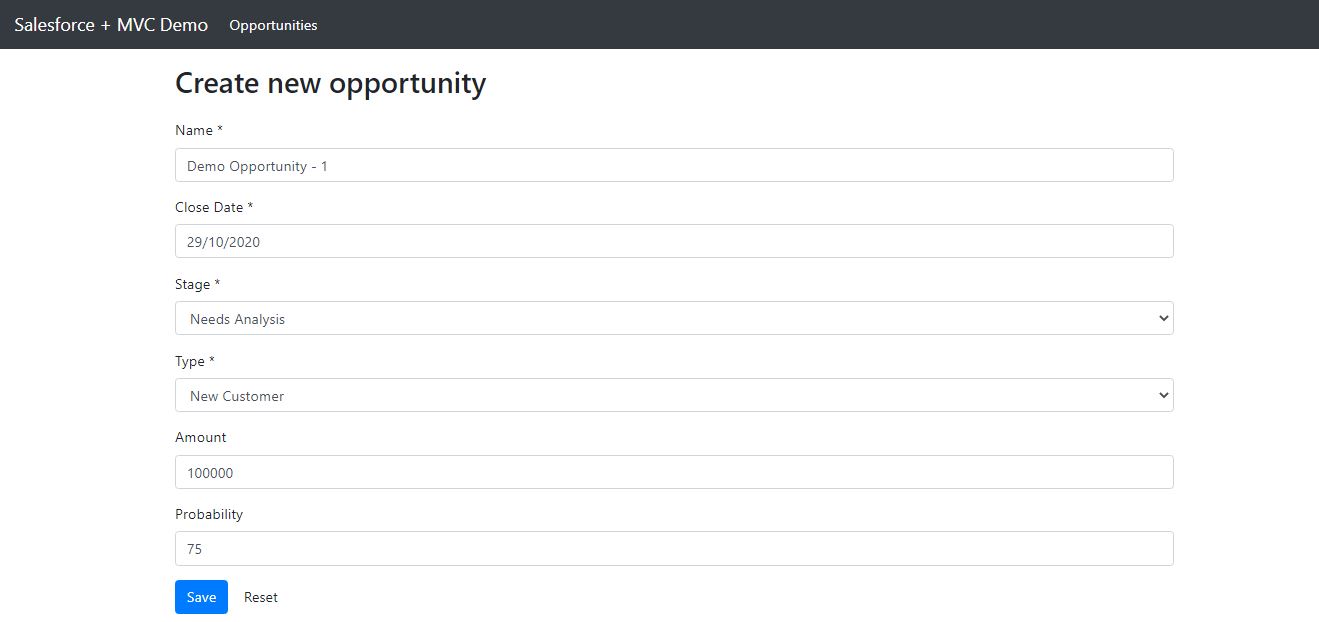 Salesforce + MVC Demo Opportunities
Create new opportunity
Name *
Demo Opportunity - 1
Close Date *
29/10/2020
Stage *
Needs Analysis
Type *
New Customer
Amount
100000
Probability
75
Save Reset